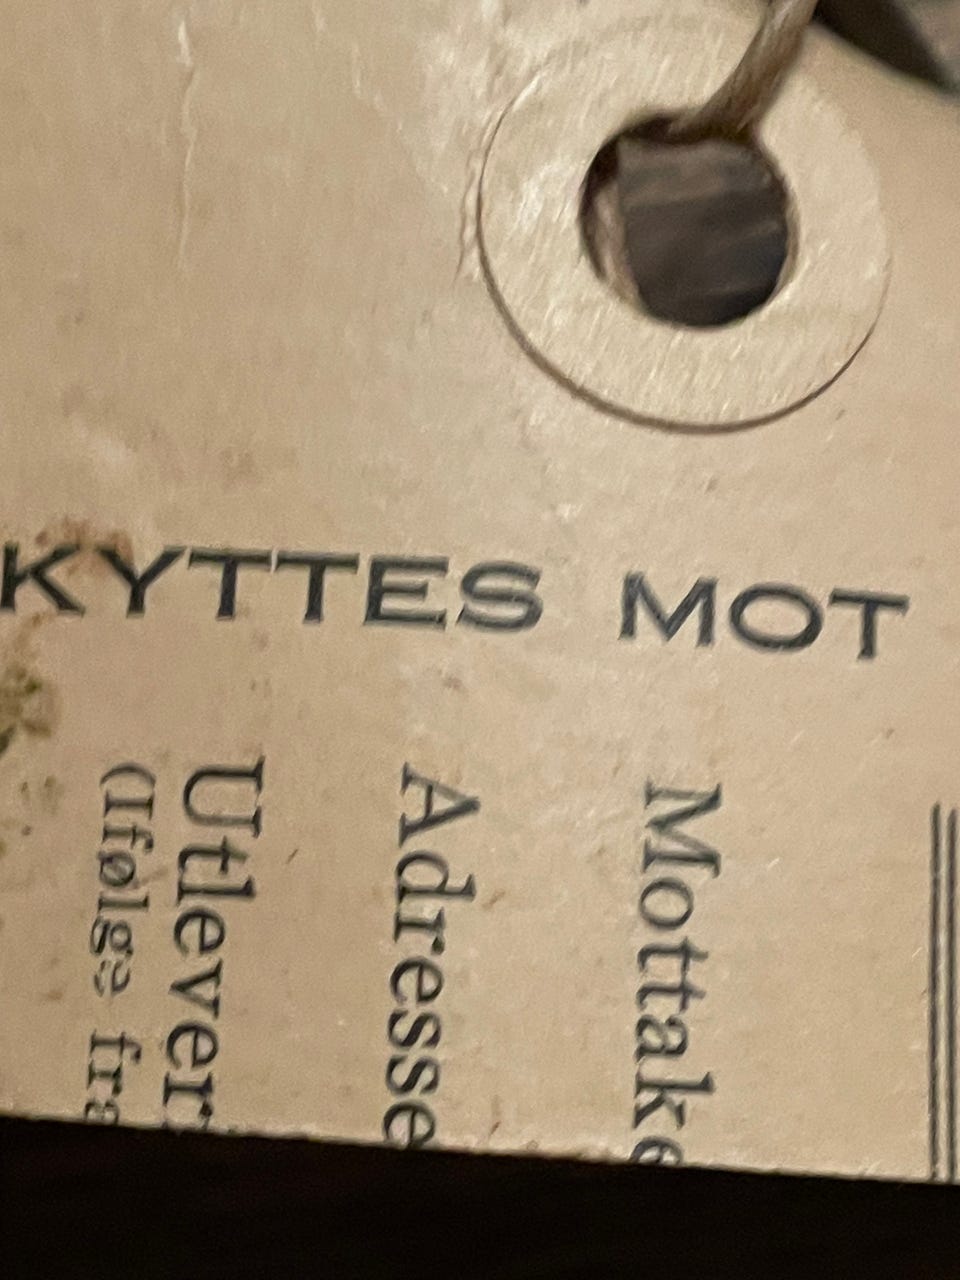 KYTTES MOT
Mottake
Adresse
Utlever
(Ifølge fra